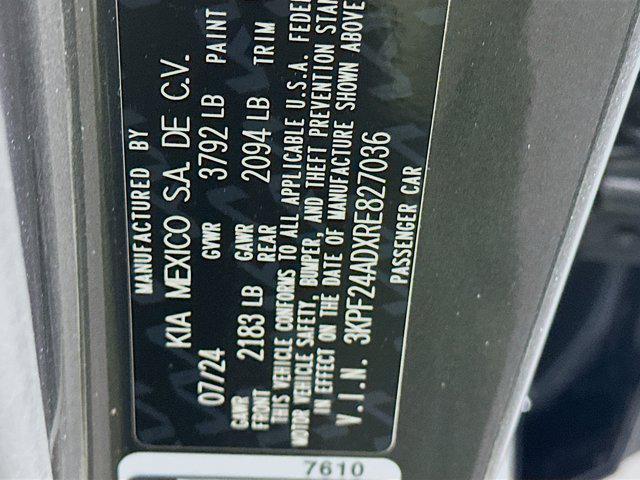 MANUFACTURED BY
KIA MEXICO S.A. DE C.V.
07/24 GVWR 3792 LB PAINT
GAWR FRONT 2183 LB GAWR REAR 2094 LB TRIM
THIS VEHICLE CONFORMS TO ALL APPLICABLE U.S.A. FEDE
MOTOR VEHICLE SAFETY, BUMPER, AND THEFT PREVENTION STAN
IN EFFECT ON THE DATE OF MANUFACTURE SHOWN ABOVE
V.I.N. 3KPF24ADXRE827036
PASSENGER CAR
7610